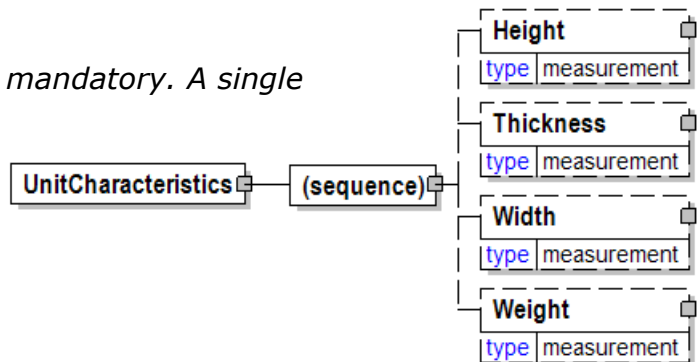 Height
type measurement
mandatory. A single
Thickness
type measurement
UnitCharacteristics (sequence)
Width
type measurement
Weight
type measurement